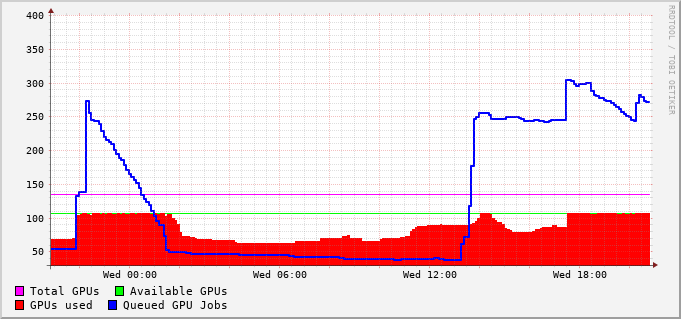 400
350
300
250
200
150
100
50
Wed 00:00 Wed 06:00 Wed 12:00 Wed 18:00
Total GPUs Available GPUs
GPUs used Queued GPU Jobs
RRDTOOL / TOBI OETIKER